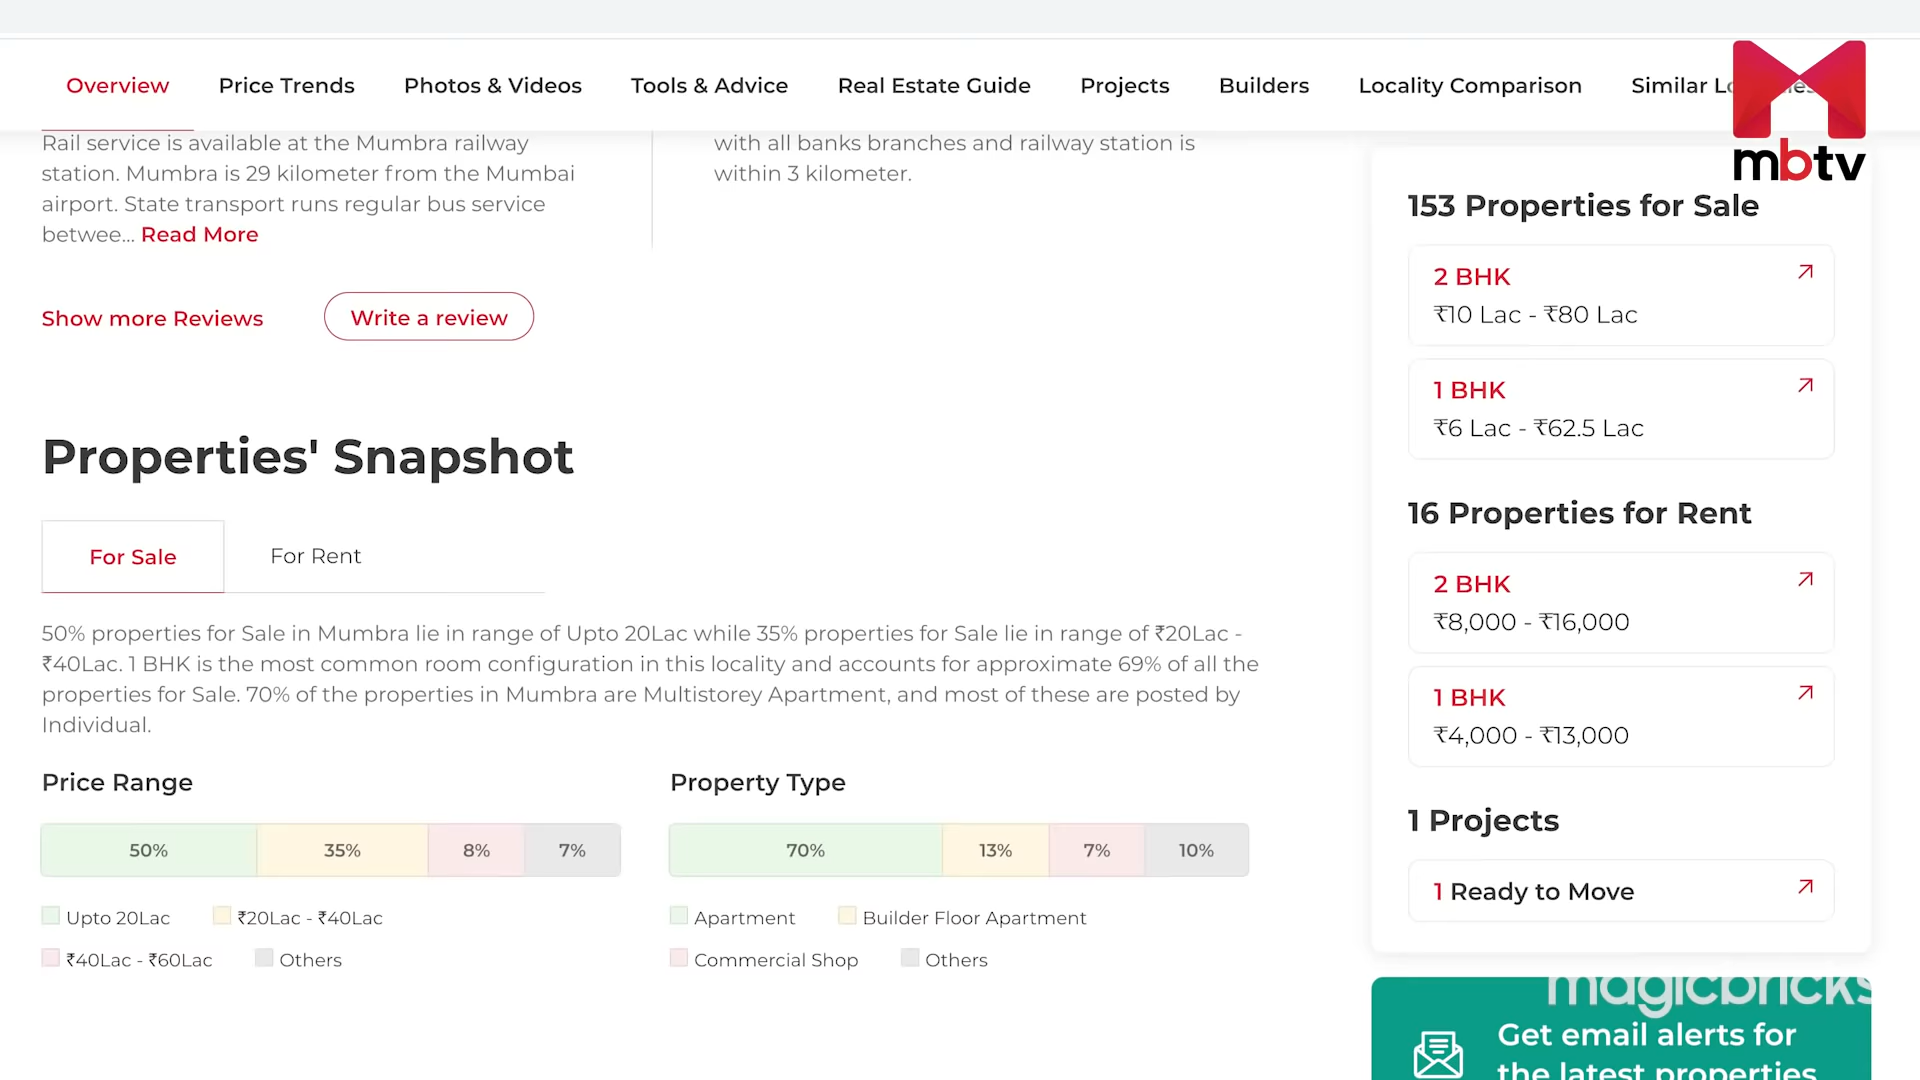 Overview Price Trends Photos & Videos Tools & Advice Real Estate Guide Projects Builders Locality Comparison Similar
mbtv
Rail service is available at the Mumbra railway
station. Mumbra is 29 kilometer from the Mumbai
airport. State transport runs regular bus service
betwee... Read More
with all banks branches and railway station is
within 3 kilometer.
Show more Reviews Write a review
Properties' Snapshot
For Sale For Rent
50% properties for Sale in Mumbra lie in range of Upto 20Lac while 35% properties for Sale lie in range of ₹20Lac -
₹40Lac. 1 BHK is the most common room configuration in this locality and accounts for approximate 69% of all the
properties for Sale. 70% of the properties in Mumbra are Multistorey Apartment, and most of these are posted by
Individual.
Price Range
50% 35% 8% 7%
Upto 20Lac ₹20Lac - ₹40Lac
₹40Lac - ₹60Lac Others
Property Type
70% 13% 7% 10%
Apartment Builder Floor Apartment
Commercial Shop Others
153 Properties for Sale
2 BHK
₹10 Lac - ₹80 Lac
1 BHK
₹6 Lac - ₹62.5 Lac
16 Properties for Rent
2 BHK
₹8,000 - ₹16,000
1 BHK
₹4,000 - ₹13,000
1 Projects
1 Ready to Move
magicbricks
Get email alerts for
the latest properties